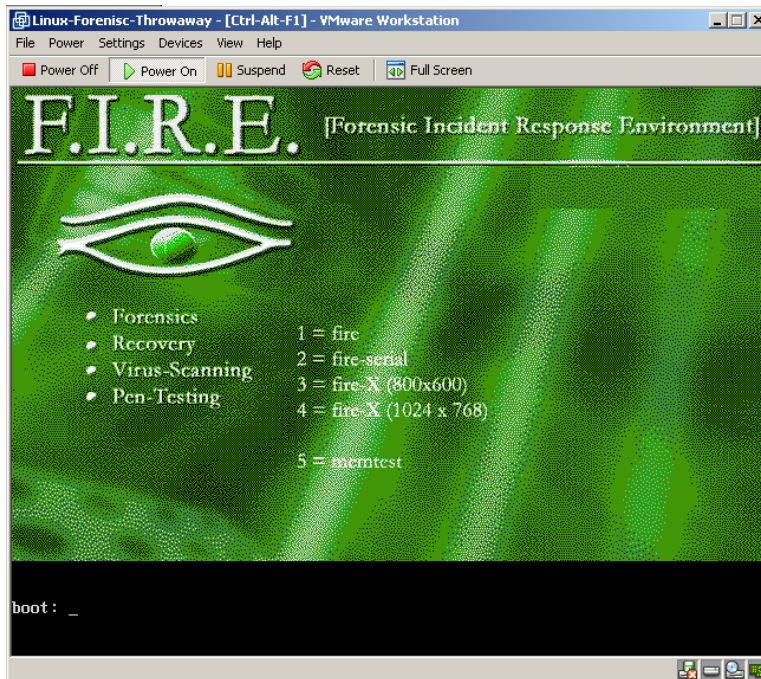 Linux-Forenisc-Throwaway - [Ctrl-Alt-F1] - VMware Workstation
File Power Settings Devices View Help
Power Off Power On Suspend Reset Full Screen
F.I.R.E. [Forensic Incident Response Environment]
Forensics
Recovery
Virus-Scanning
Pen-Testing
1 = fire
2 = fire-serial
3 = fire-X (800x600)
4 = fire-X (1024 x 768)
5 = memtest
boot: _